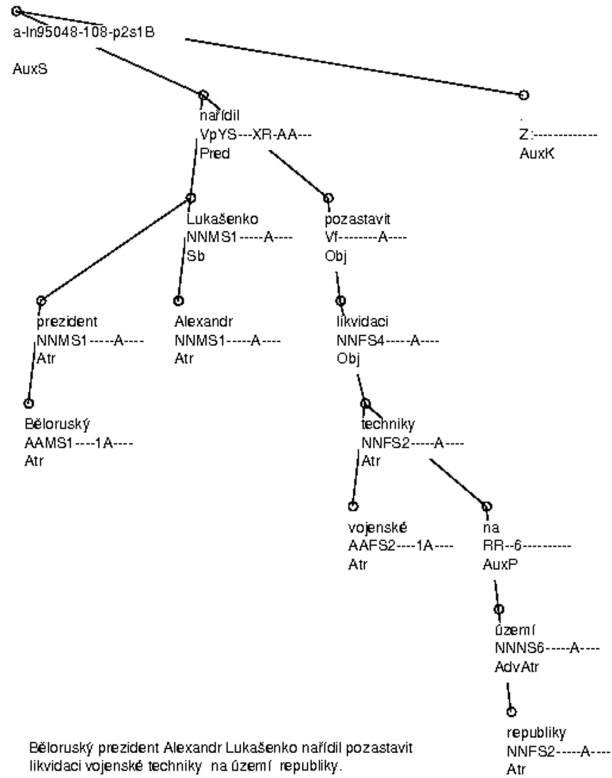 a-ln95048-108-p2s1B
AuxS
nařídil
VpYS---XR-AA---
Pred
.
Z:-------------
AuxK
Lukašenko
NNMS1-----A----
Sb
pozastavit
Vf--------A----
Obj
prezident
NNMS1-----A----
Atr
Alexandr
NNMS1-----A----
Atr
likvidaci
NNFS4-----A----
Obj
Běloruský
AAMS1----1A----
Atr
techniky
NNFS2-----A----
Atr
vojenské
AAFS2----1A----
Atr
na
RR--6----------
AuxP
území
NNNS6-----A----
AdvAtr
republiky
NNFS2-----A----
Atr
Běloruský prezident Alexandr Lukašenko nařídil pozastavit
likvidaci vojenské techniky na území republiky.